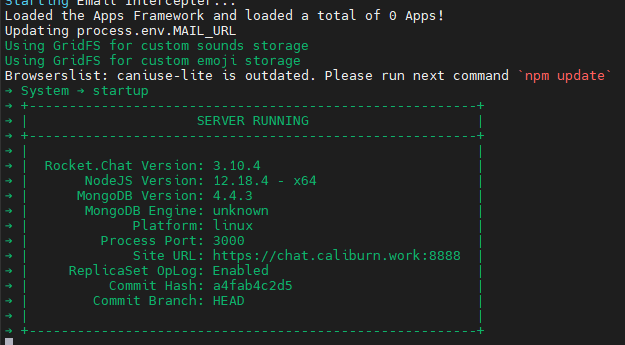 Starting Email Intercepter...
Loaded the Apps Framework and loaded a total of 0 Apps!
Updating process.env.MAIL_URL
Using GridFS for custom sounds storage
Using GridFS for custom emoji storage
Browserslist: caniuse-lite is outdated. Please run next command `npm update`
➔ System ➔ startup
➔ +--------------------------------------------------------+
➔ |                     SERVER RUNNING                     |
➔ +--------------------------------------------------------+
➔ |                                                        |
➔ |  Rocket.Chat Version: 3.10.4                           |
➔ |       NodeJS Version: 12.18.4 - x64                    |
➔ |      MongoDB Version: 4.4.3                            |
➔ |       MongoDB Engine: unknown                          |
➔ |             Platform: linux                            |
➔ |         Process Port: 3000                             |
➔ |             Site URL: https://chat.caliburn.work:8888  |
➔ |     ReplicaSet OpLog: Enabled                          |
➔ |          Commit Hash: a4fab4c2d5                       |
➔ |        Commit Branch: HEAD                             |
➔ |                                                        |
➔ +--------------------------------------------------------+